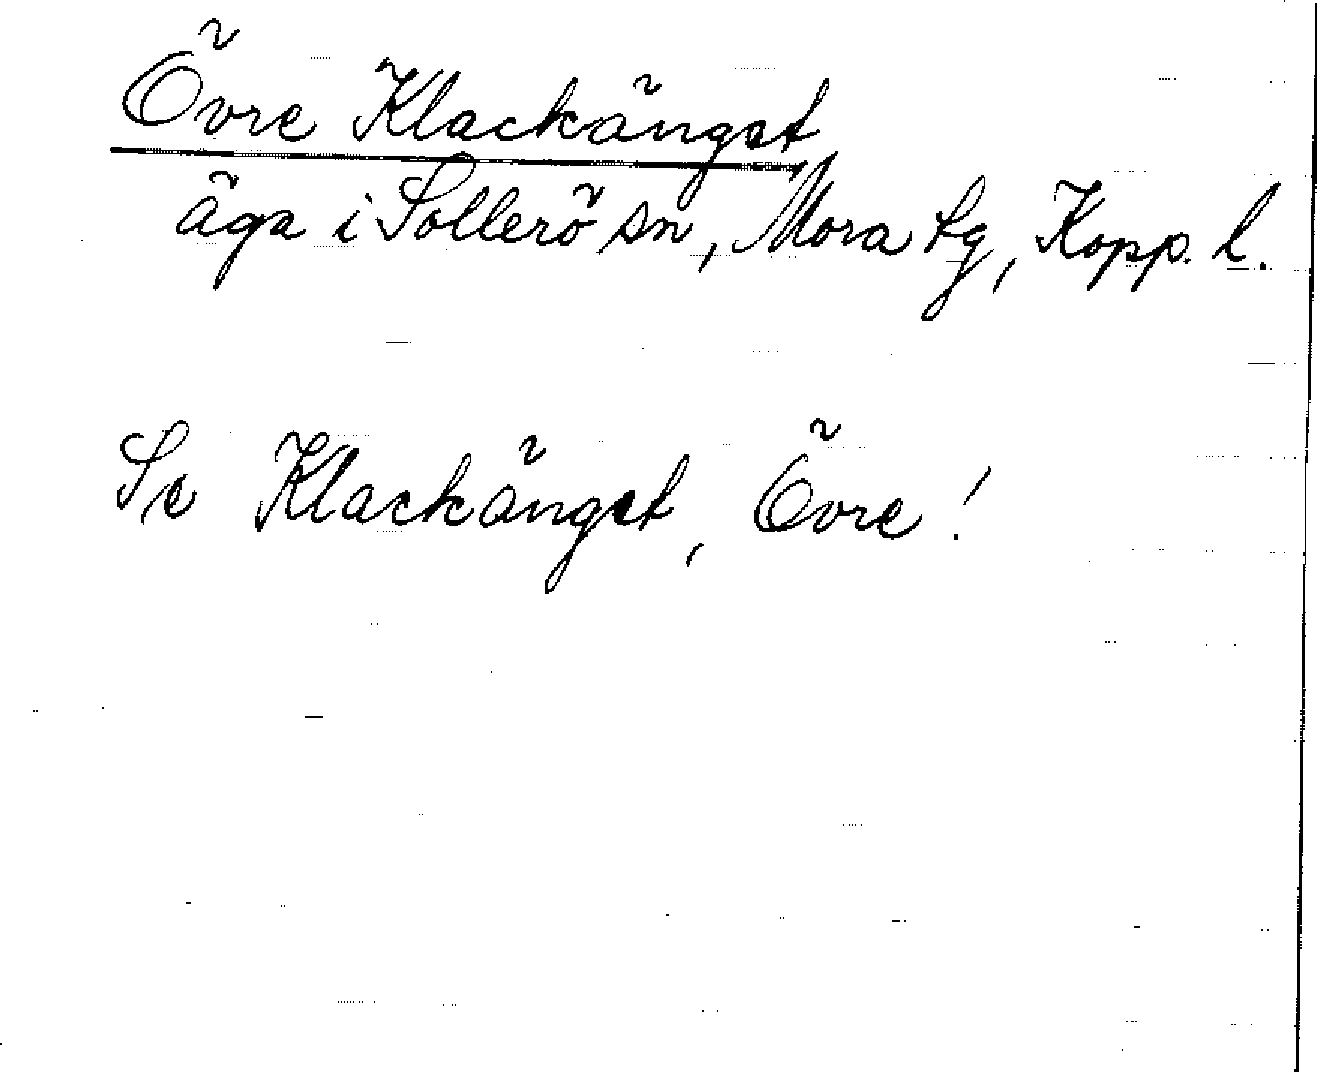 Övre Klackänget
äga i Sollerö sn, Mora tg, Kopp. l.
Se Klackänget, Övre!